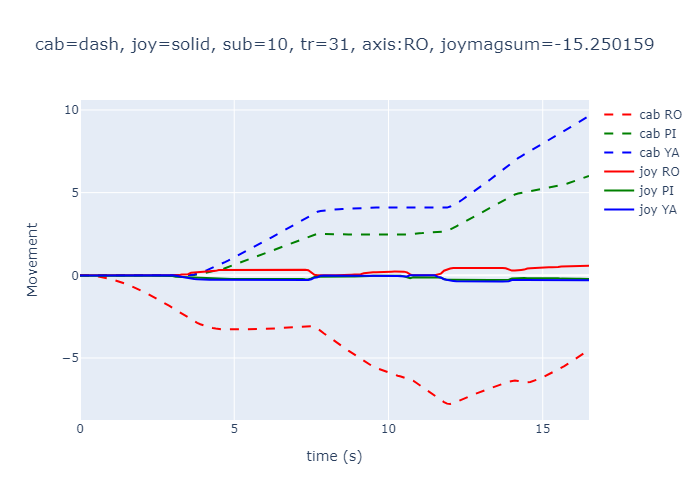 cab=dash, joy=solid, sub=10, tr=31, axis:RO, joymagsum=-15.250159
10
5
0
−5
Movement
0
5
10
15
time (s)
cab RO
cab PI
cab YA
joy RO
joy PI
joy YA